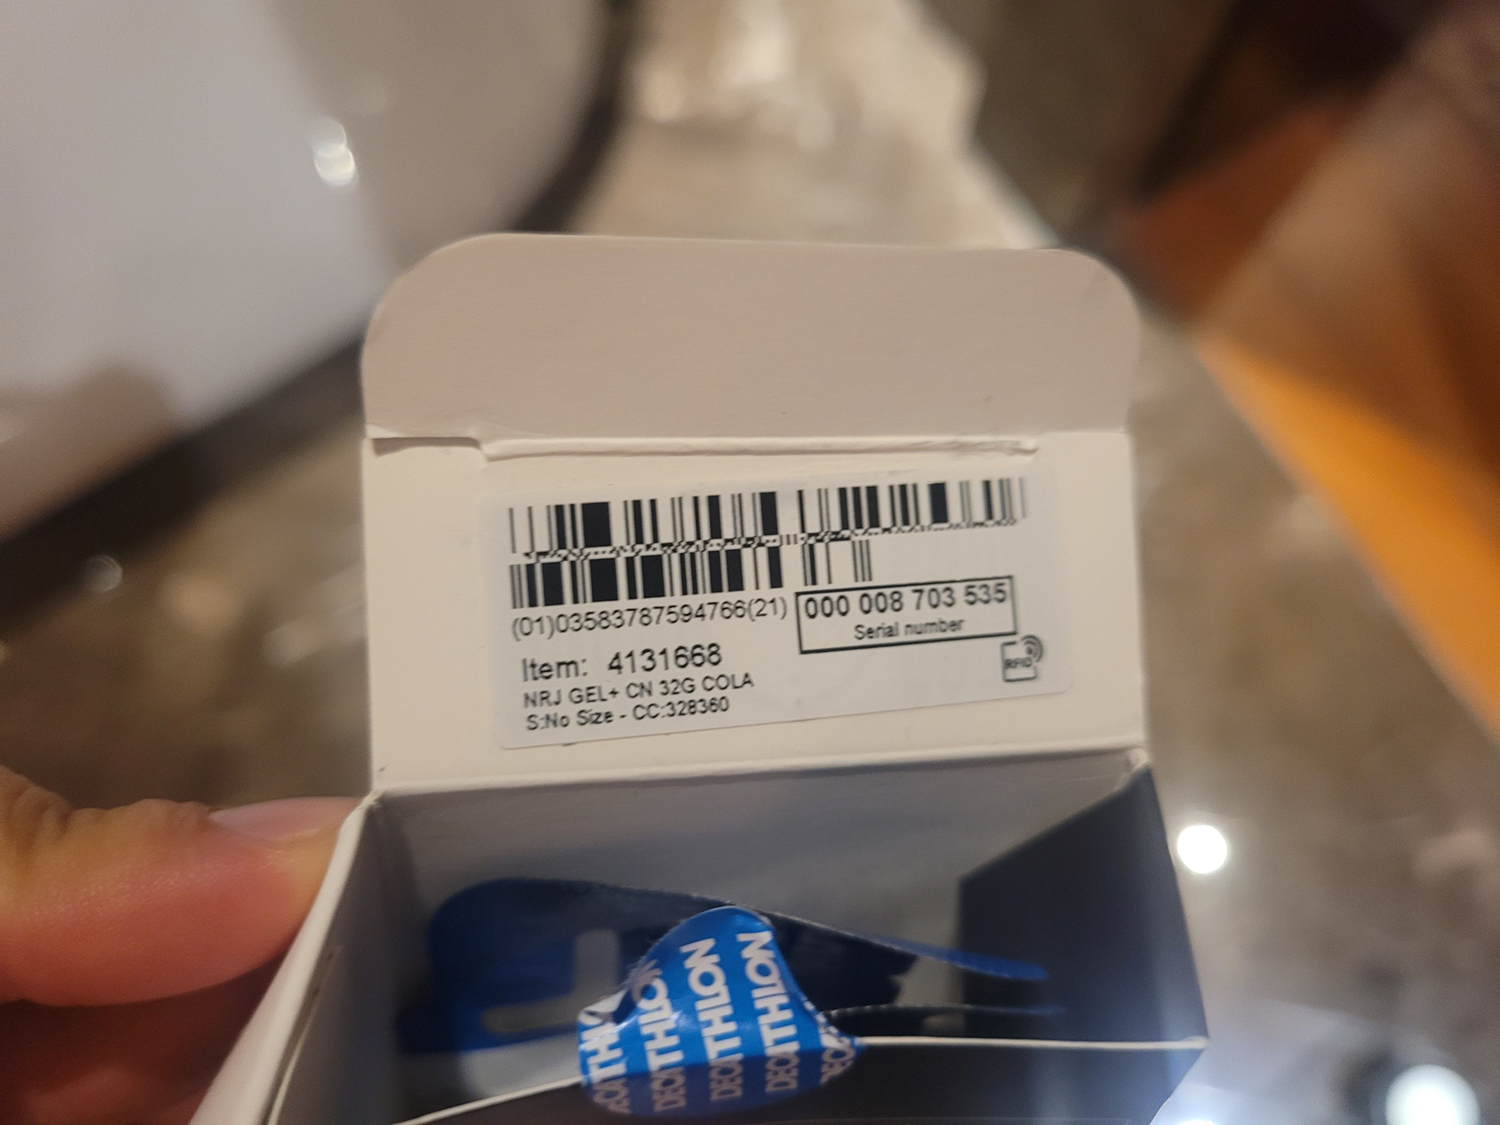 (01)03583787594766(21)
000 008 703 535
Serial number
Item: 4131668
RFID
NRJ GEL+ CN 32G COLA
S:No Size - CC:328360
DECATHLON
DECATHLON
DECATHLON